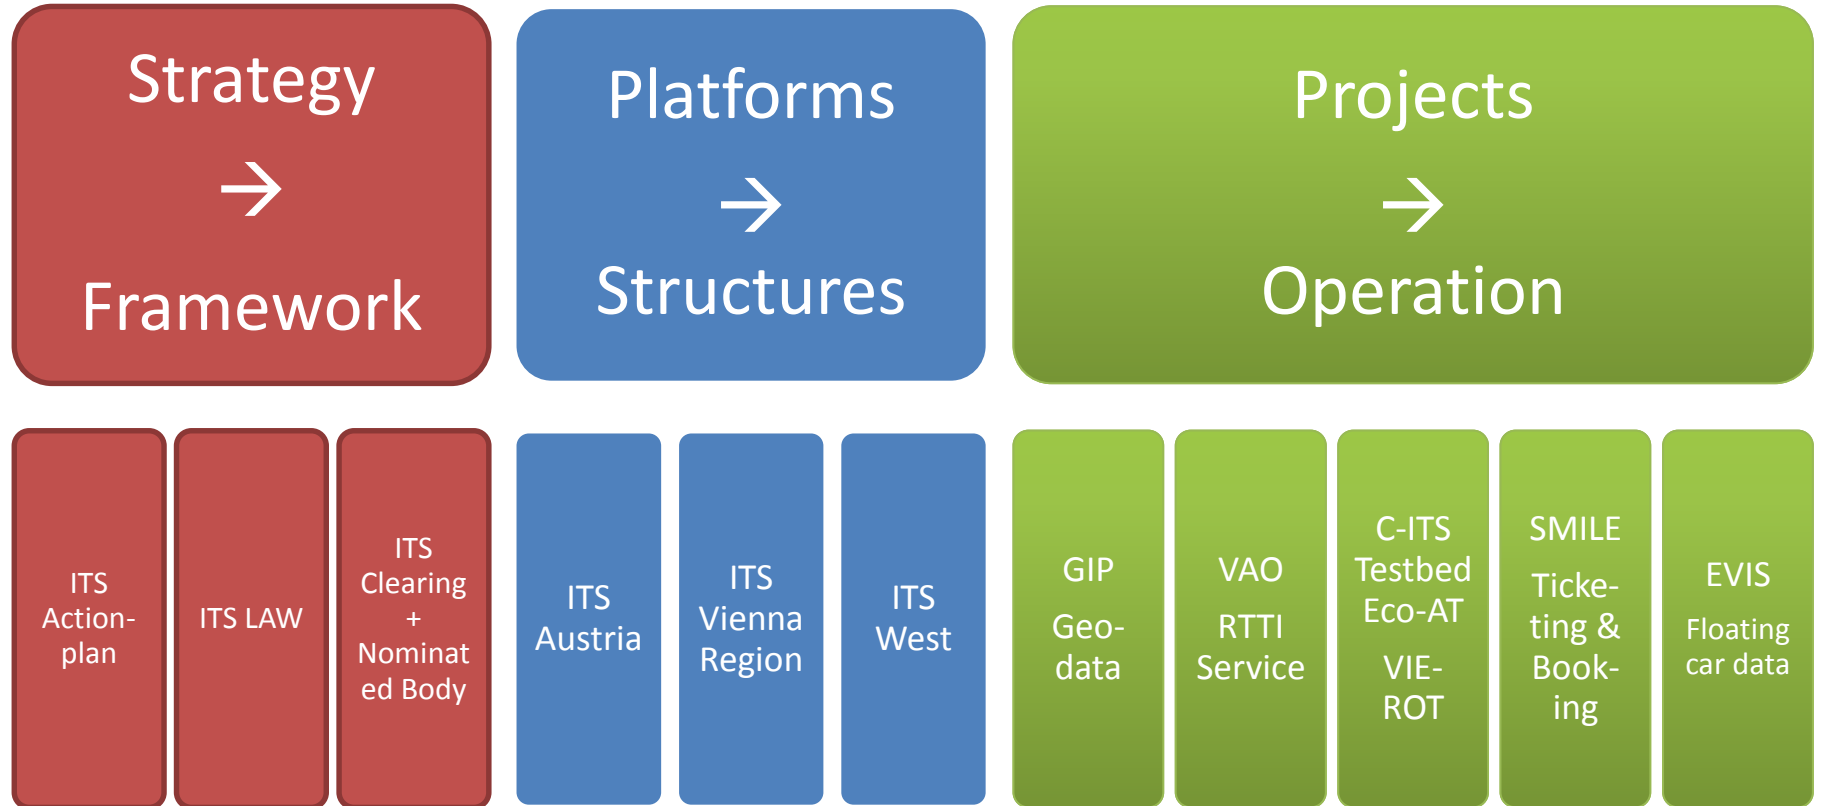 Strategy
→
Framework
Platforms
→
Structures
Projects
→
Operation
ITS
Action-
plan
ITS LAW
ITS
Clearing
+
Nominat
ed Body
ITS
Austria
ITS
Vienna
Region
ITS
West
GIP
Geo-
data
VAO
RTTI
Service
C-ITS
Testbed
Eco-AT
VIE-
ROT
SMILE
Ticke-
ting &
Book-
ing
EVIS
Floating
car data